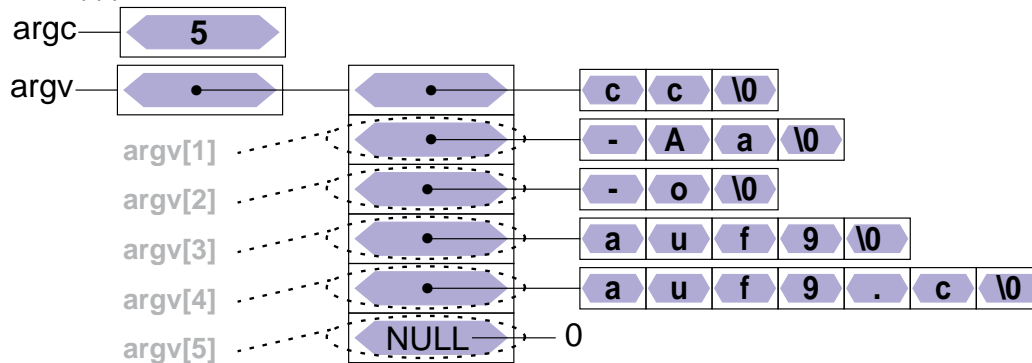 argc 5
argv c c \0
argv[1] - A a \0
argv[2] - o \0
argv[3] a u f 9 \0
argv[4] a u f 9 . c \0
argv[5] NULL 0